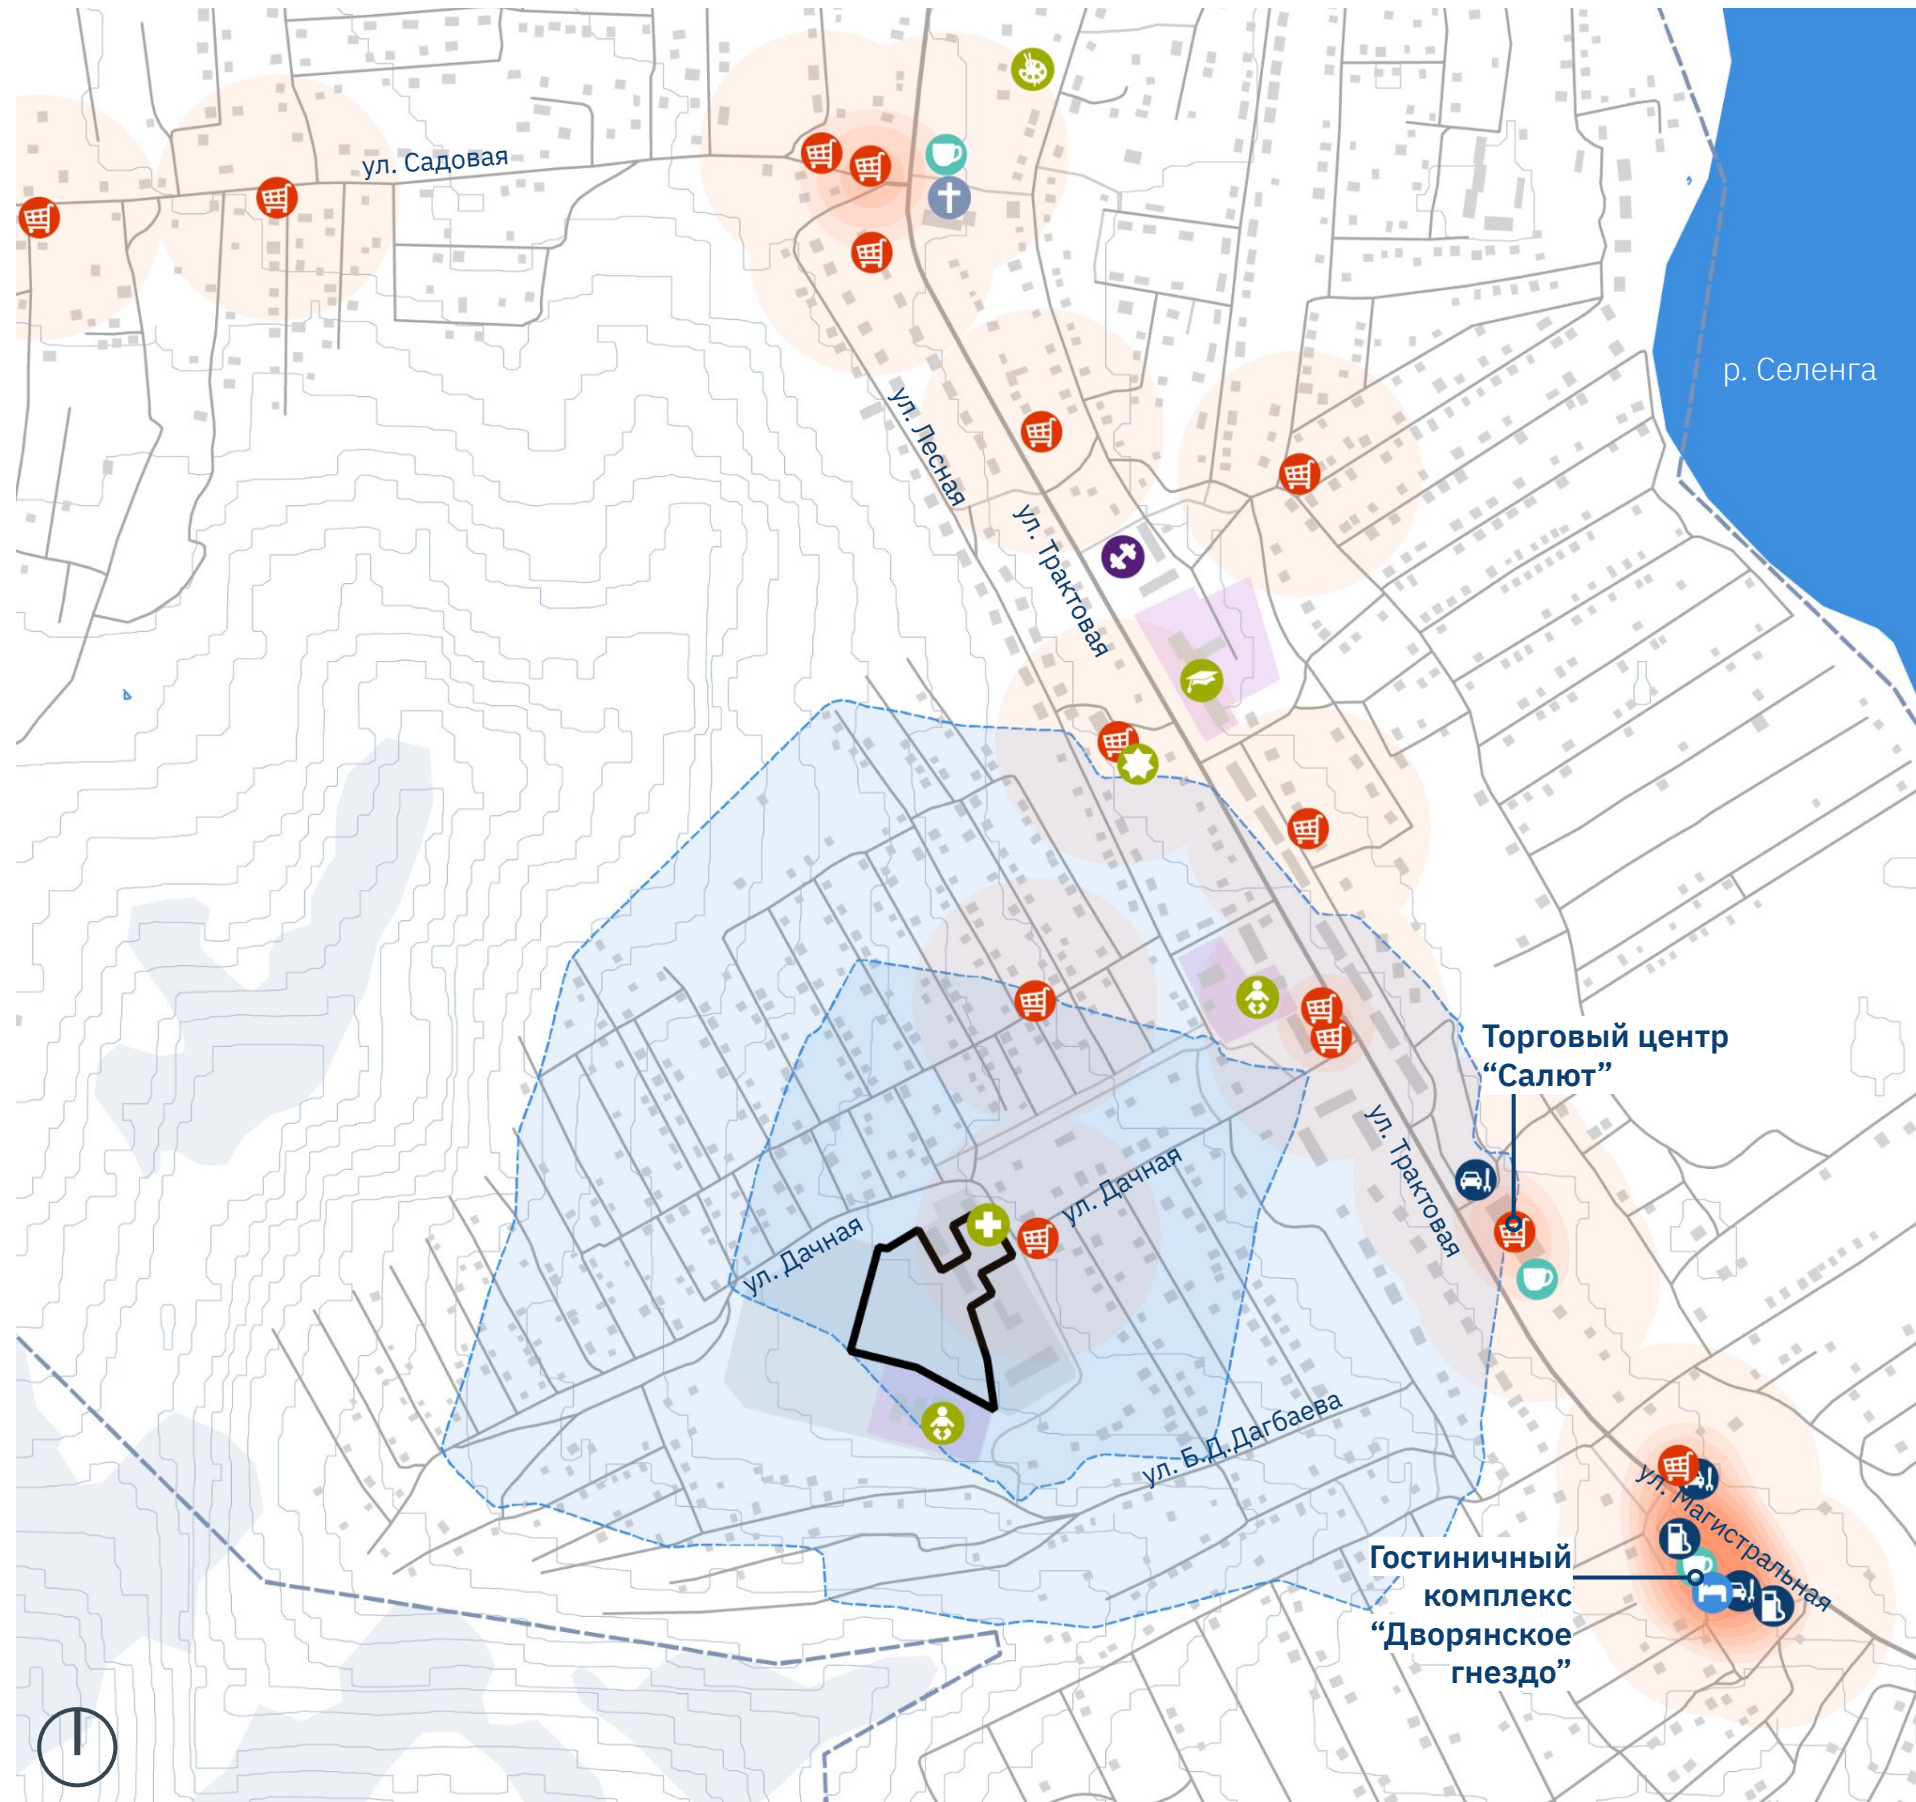 ул. Садовая
р. Селенга
ул. Лесная
ул. Трактовая
Торговый центр
“Салют”
ул. Трактовая
ул. Дачная
ул. Дачная
ул. Б.Д.Дагбаева
ул. Магистральная
Гостиничный
комплекс
“Дворянское
гнездо”